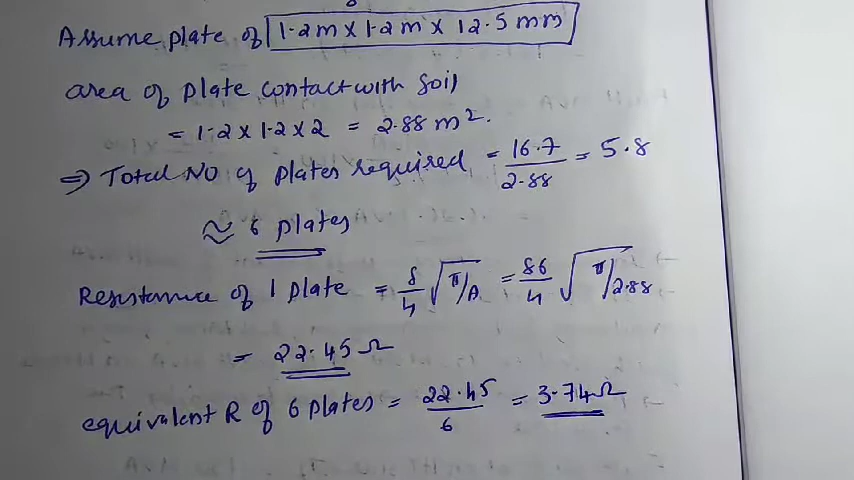 Assume plate of 1.2m x 1.2m x 12.5 mm
area of plate contact with soil
= 1.2 x 1.2 x 2 = 2.88 m².
⇒ Total NO of plates required = 16.7/2.88 = 5.8
≈ 6 plates
Resistance of 1 plate = ρ/4 √π/A = 86/4 √π/2.88
= 22.45 Ω
equivalent R of 6 plates = 22.45/6 = 3.74 Ω